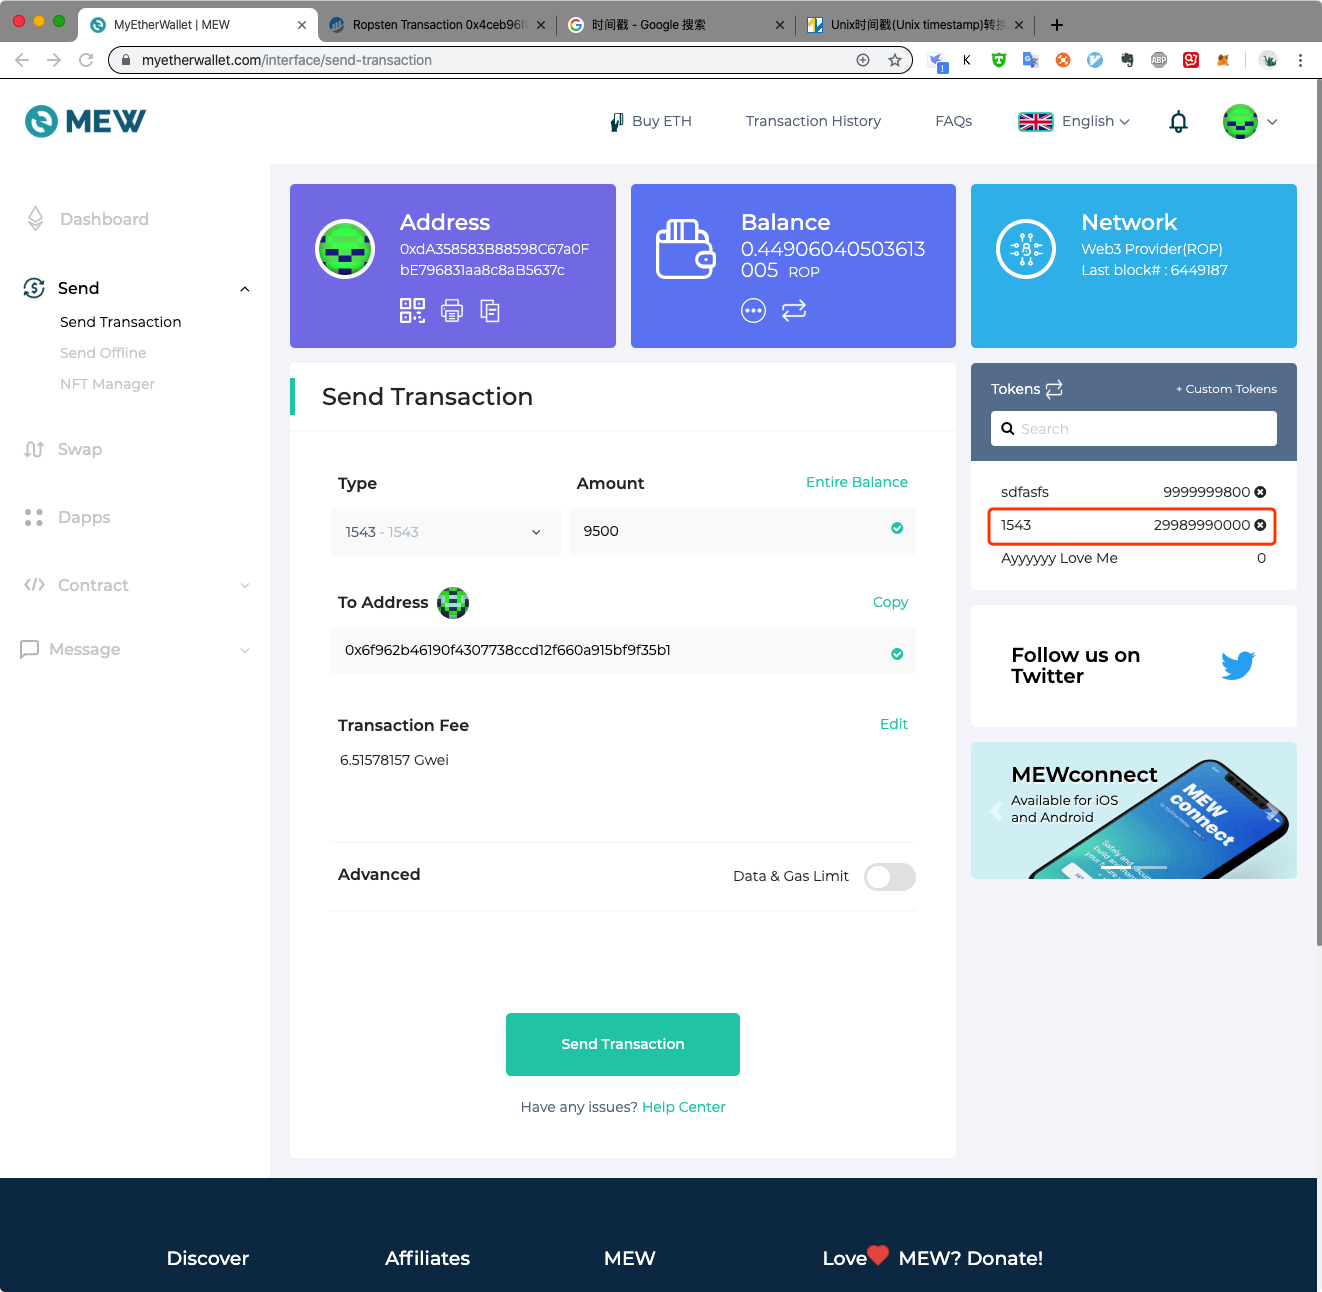 MyEtherWallet | MEW
Ropsten Transaction 0x4ceb96f
时间戳 - Google 搜索
Unix时间戳(Unix timestamp)转换
myetherwallet.com/interface/send-transaction
MEW
Buy ETH
Transaction History
FAQs
English
Dashboard
Send
Send Transaction
Send Offline
NFT Manager
Swap
Dapps
Contract
Message
Address
0xdA358583B88598C67a0F
bE796831aa8c8aB5637c
Balance
0.44906040503613
005 ROP
Network
Web3 Provider(ROP)
Last block# : 6449187
Send Transaction
Type
Amount
Entire Balance
1543 - 1543
9500
To Address
Copy
0x6f962b46190f4307738ccd12f660a915bf9f35b1
Transaction Fee
Edit
6.51578157 Gwei
Advanced
Data & Gas Limit
Send Transaction
Have any issues? Help Center
Tokens
+ Custom Tokens
Search
sdfasfs 9999999800
1543 29989990000
Ayyyyyy Love Me 0
Follow us on
Twitter
MEWconnect
Available for iOS
and Android
MEW
connect
Discover
Affiliates
MEW
Love MEW? Donate!